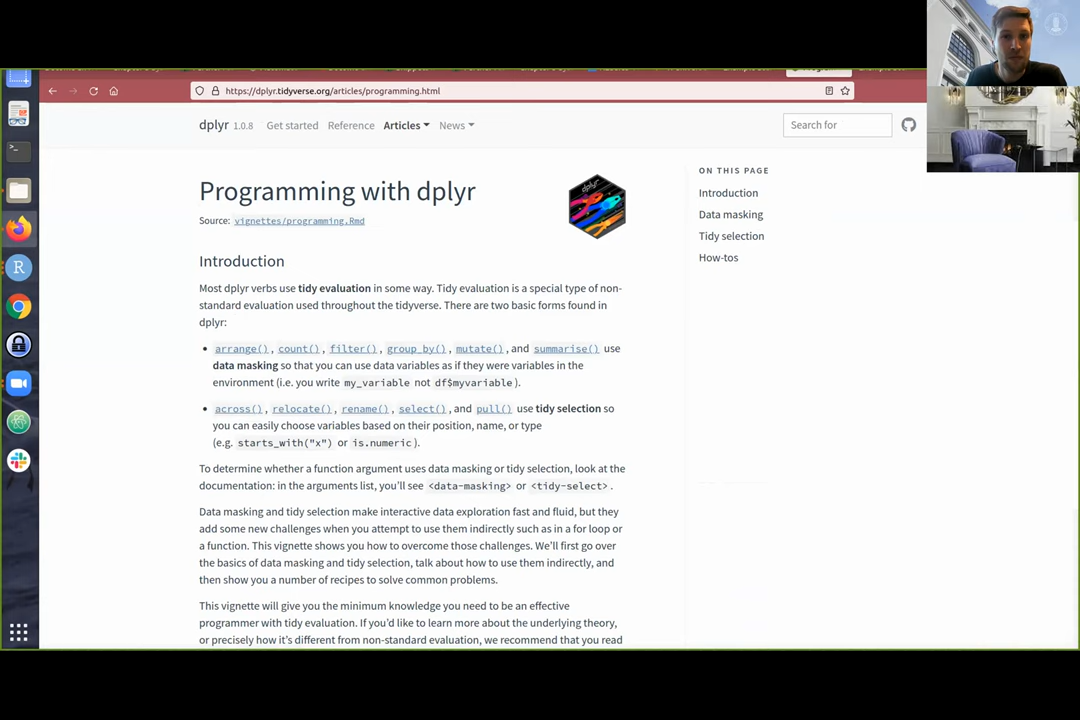 https://dplyr.tidyverse.org/articles/programming.html
dplyr 1.0.8 Get started Reference Articles News
Search for
Programming with dplyr
dplyr
Source: vignettes/programming.Rmd
Introduction
Most dplyr verbs use tidy evaluation in some way. Tidy evaluation is a special type of non-
standard evaluation used throughout the tidyverse. There are two basic forms found in
dplyr:
• arrange(), count(), filter(), group_by(), mutate(), and summarise() use
data masking so that you can use data variables as if they were variables in the
environment (i.e. you write my_variable not df$myvariable).
• across(), relocate(), rename(), select(), and pull() use tidy selection so
you can easily choose variables based on their position, name, or type
(e.g. starts_with("x") or is.numeric).
To determine whether a function argument uses data masking or tidy selection, look at the
documentation: in the arguments list, you'll see <data-masking> or <tidy-select>.
Data masking and tidy selection make interactive data exploration fast and fluid, but they
add some new challenges when you attempt to use them indirectly such as in a for loop or
a function. This vignette shows you how to overcome those challenges. We'll first go over
the basics of data masking and tidy selection, talk about how to use them indirectly, and
then show you a number of recipes to solve common problems.
This vignette will give you the minimum knowledge you need to be an effective
programmer with tidy evaluation. If you'd like to learn more about the underlying theory,
or precisely how it's different from non-standard evaluation, we recommend that you read
ON THIS PAGE
Introduction
Data masking
Tidy selection
How-tos
R